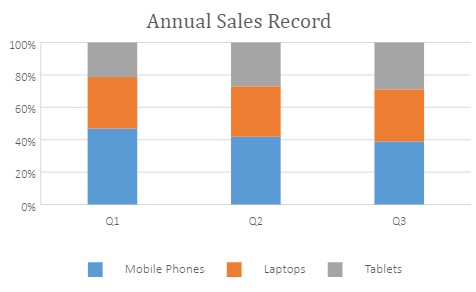 Annual Sales Record
100%
80%
60%
40%
20%
0%
Q1 Q2 Q3
Mobile Phones Laptops Tablets